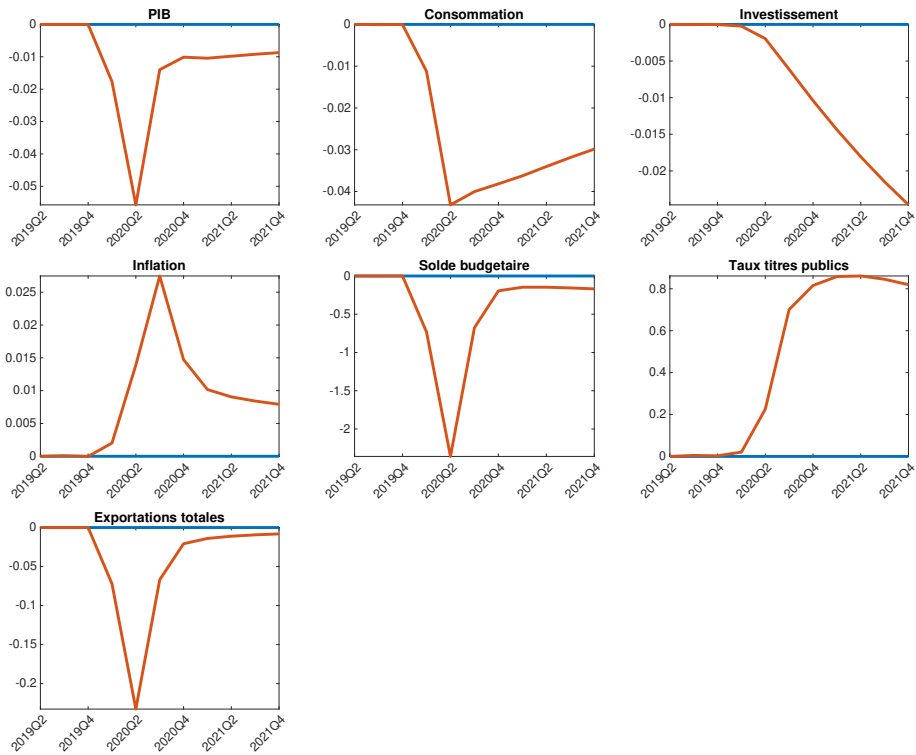 PIB
0
-0.01
-0.02
-0.03
-0.04
-0.05
2019Q2
2019Q4
2020Q2
2020Q4
2021Q2
2021Q4
Consommation
0
-0.01
-0.02
-0.03
-0.04
2019Q2
2019Q4
2020Q2
2020Q4
2021Q2
2021Q4
Investissement
0
-0.005
-0.01
-0.015
-0.02
2019Q2
2019Q4
2020Q2
2020Q4
2021Q2
2021Q4
Inflation
0.025
0.02
0.015
0.01
0.005
0
2019Q2
2019Q4
2020Q2
2020Q4
2021Q2
2021Q4
Solde budgetaire
0
-0.5
-1
-1.5
-2
2019Q2
2019Q4
2020Q2
2020Q4
2021Q2
2021Q4
Taux titres publics
0.8
0.6
0.4
0.2
0
2019Q2
2019Q4
2020Q2
2020Q4
2021Q2
2021Q4
Exportations totales
0
-0.05
-0.1
-0.15
-0.2
2019Q2
2019Q4
2020Q2
2020Q4
2021Q2
2021Q4